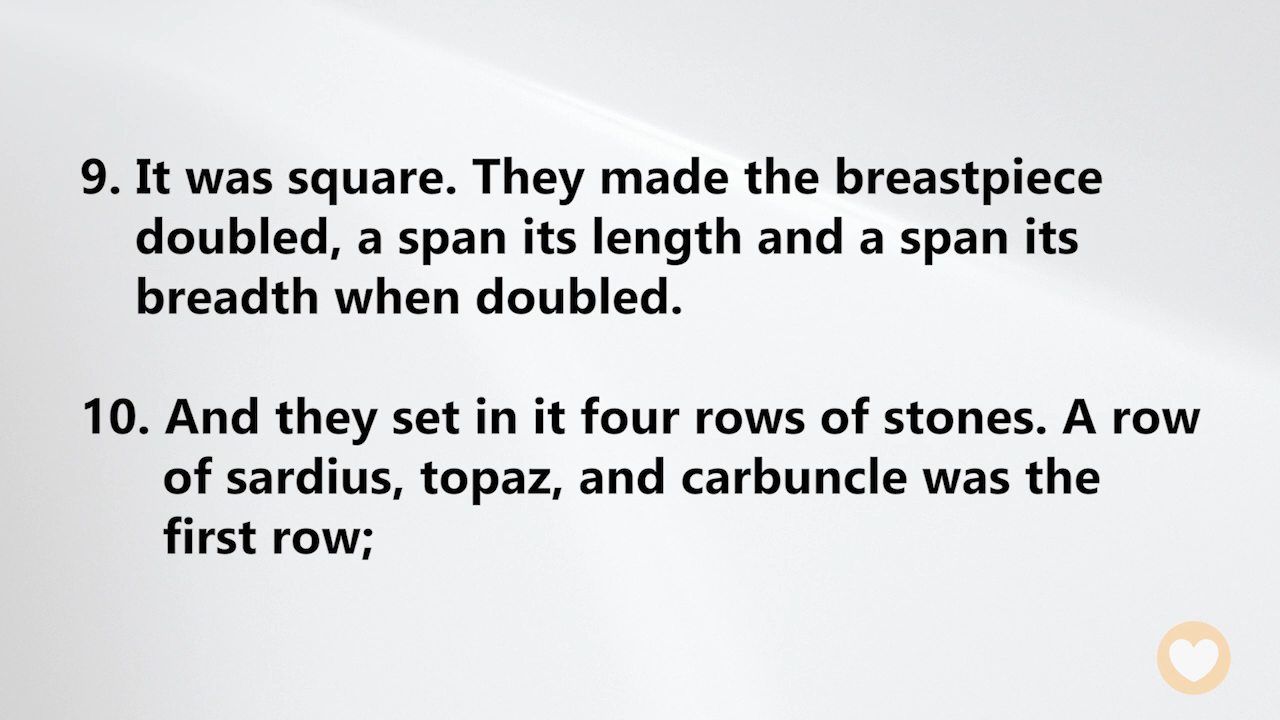 9. It was square. They made the breastpiece
doubled, a span its length and a span its
breadth when doubled.
10. And they set in it four rows of stones. A row
of sardius, topaz, and carbuncle was the
first row;